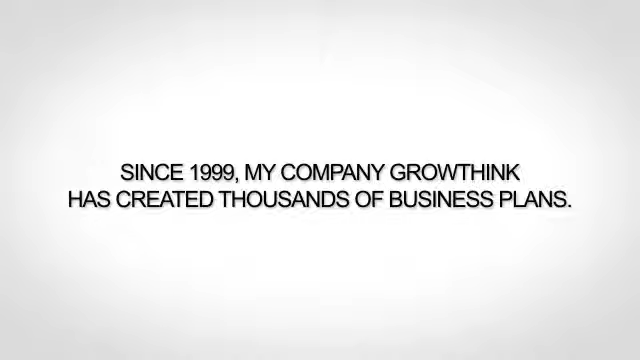 SINCE 1999, MY COMPANY GROWTHINK
HAS CREATED THOUSANDS OF BUSINESS PLANS.